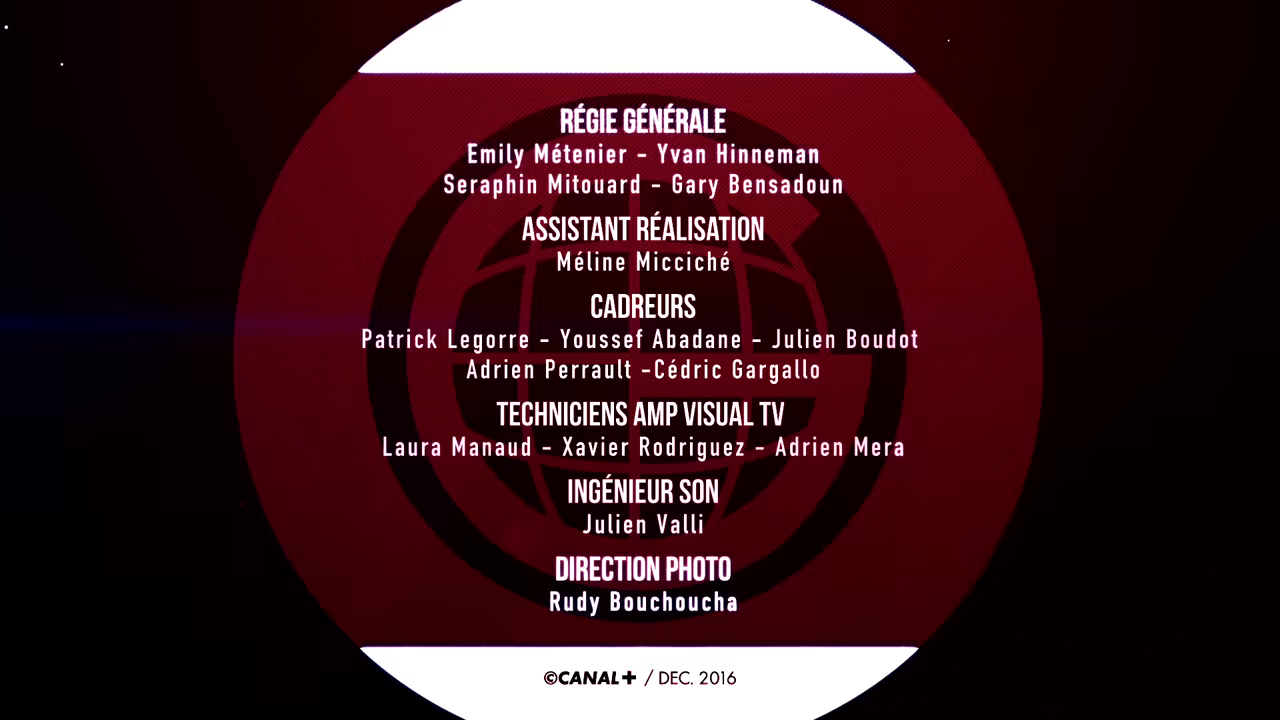 RÉGIE GÉNÉRALE
Emily Métenier - Yvan Hinneman
Seraphin Mitouard - Gary Bensadoun
ASSISTANT RÉALISATION
Méline Micciché
CADREURS
Patrick Legorre - Youssef Abadane - Julien Boudot
Adrien Perrault -Cédric Gargallo
TECHNICIENS AMP VISUAL TV
Laura Manaud - Xavier Rodriguez - Adrien Mera
INGÉNIEUR SON
Julien Valli
DIRECTION PHOTO
Rudy Bouchoucha
©CANAL+ / DEC. 2016